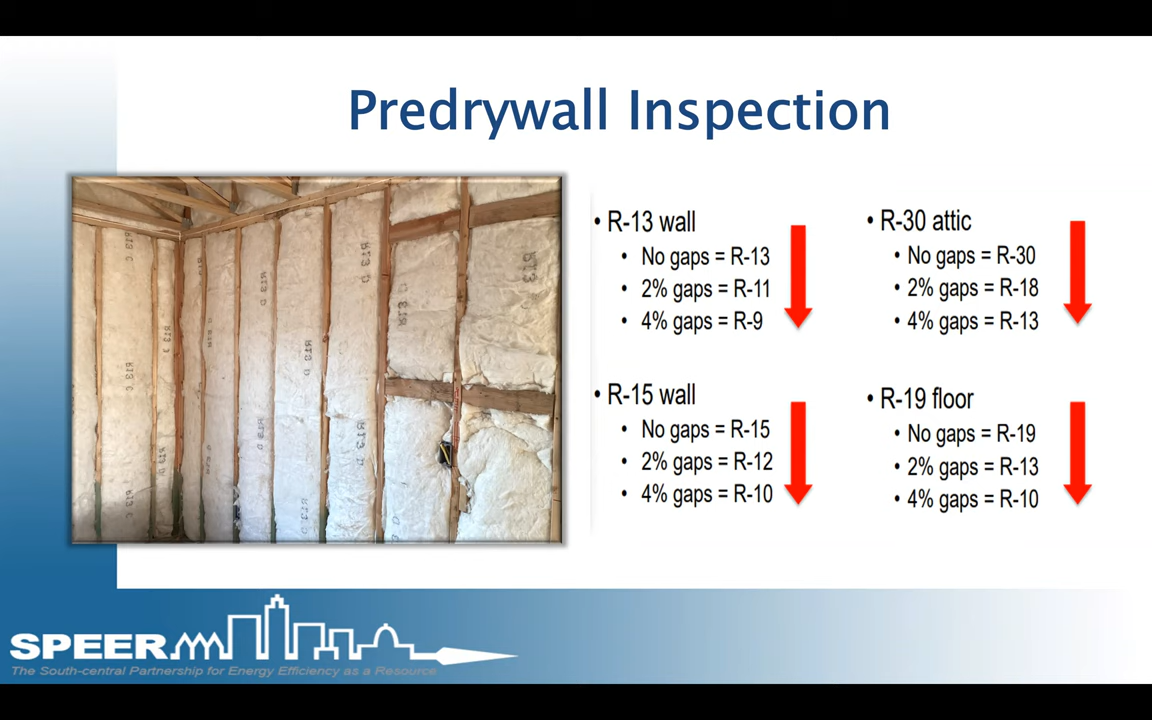 Predrywall Inspection
• R-13 wall
• No gaps = R-13
• 2% gaps = R-11
• 4% gaps = R-9
• R-15 wall
• No gaps = R-15
• 2% gaps = R-12
• 4% gaps = R-10
• R-30 attic
• No gaps = R-30
• 2% gaps = R-18
• 4% gaps = R-13
• R-19 floor
• No gaps = R-19
• 2% gaps = R-13
• 4% gaps = R-10
SPEER
The South-central Partnership for Energy Efficiency as a Resource